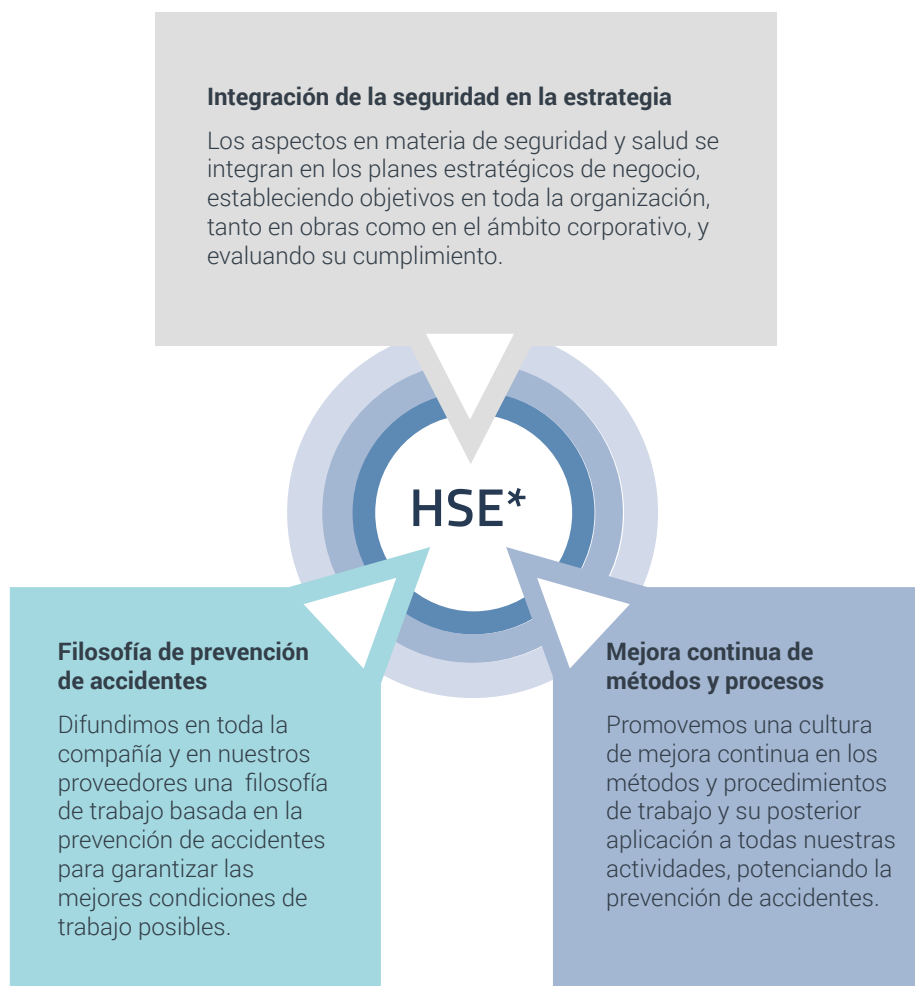 Integración de la seguridad en la estrategia
Los aspectos en materia de seguridad y salud se
integran en los planes estratégicos de negocio,
estableciendo objetivos en toda la organización,
tanto en obras como en el ámbito corporativo, y
evaluando su cumplimiento.
HSE*
Filosofía de prevención
de accidentes
Difundimos en toda la
compañía y en nuestros
proveedores una filosofía
de trabajo basada en la
prevención de accidentes
para garantizar las
mejores condiciones de
trabajo posibles.
Mejora continua de
métodos y procesos
Promovemos una cultura
de mejora continua en los
métodos y procedimientos
de trabajo y su posterior
aplicación a todas nuestras
actividades, potenciando la
prevención de accidentes.